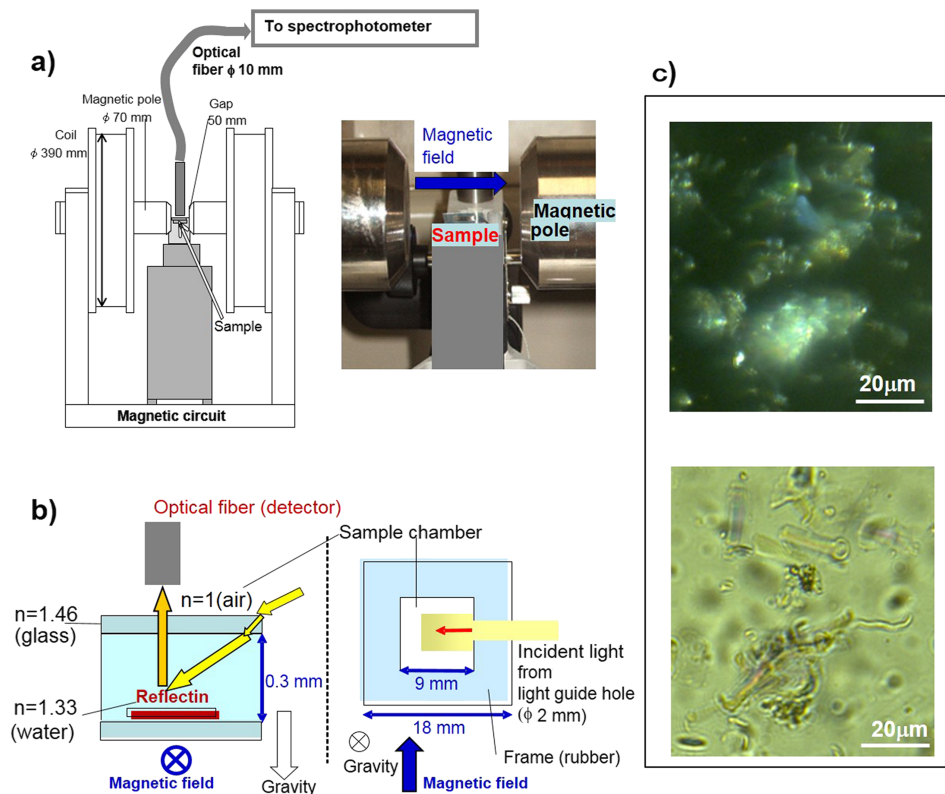 To spectrophotometer
a)
Optical
fiber ϕ 10 mm
Magnetic pole
ϕ 70 mm
Gap
50 mm
Coil
ϕ 390 mm
Sample
Magnetic circuit
Magnetic
field
Magnetic
pole
Sample
b)
Optical fiber (detector)
Sample chamber
n=1(air)
n=1.46
(glass)
0.3 mm
Reflectin
n=1.33
(water)
Magnetic field
Gravity
9 mm
18 mm
Incident light
from
light guide hole
(ϕ 2 mm)
Frame (rubber)
Gravity
Magnetic field
c)
20μm
20μm